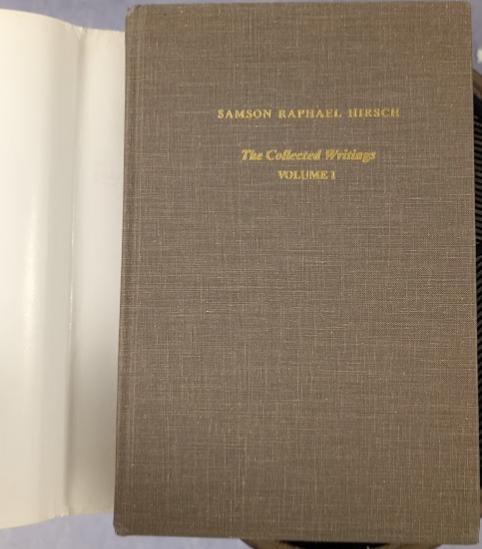 SAMSON RAPHAEL HIRSCH
The Collected Writings
VOLUME I